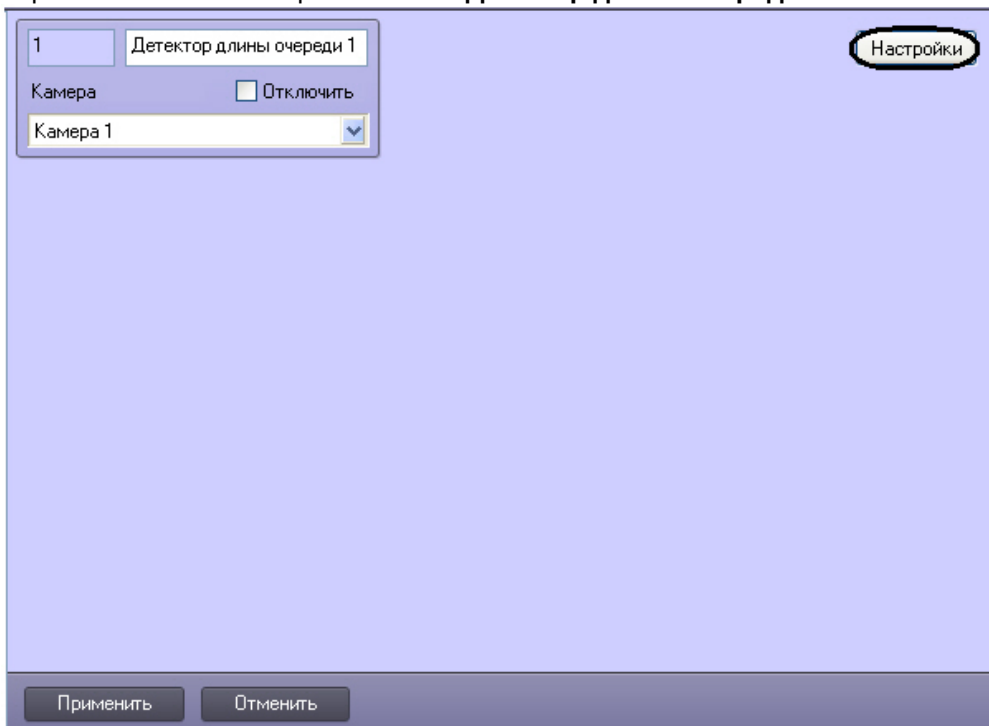 1
Детектор длины очереди 1
Настройки
Камера
Отключить
Камера 1
Применить
Отменить